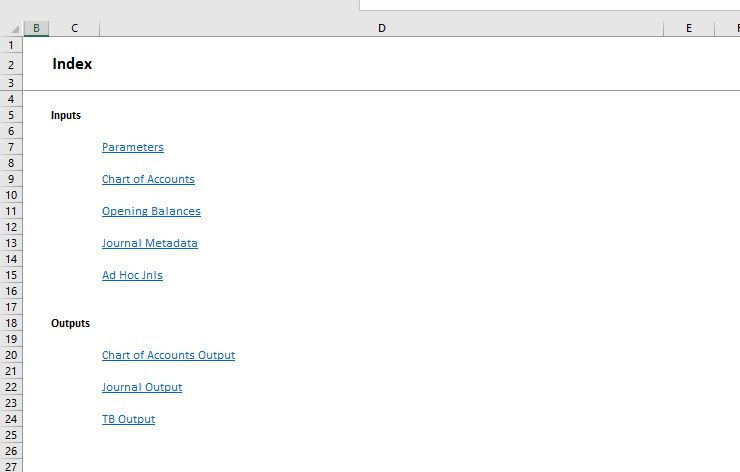 B C D E F
1
2 Index
3
4
5 Inputs
6
7 Parameters
8
9 Chart of Accounts
10
11 Opening Balances
12
13 Journal Metadata
14
15 Ad Hoc Jnls
16
17
18 Outputs
19
20 Chart of Accounts Output
21
22 Journal Output
23
24 TB Output
25
26
27